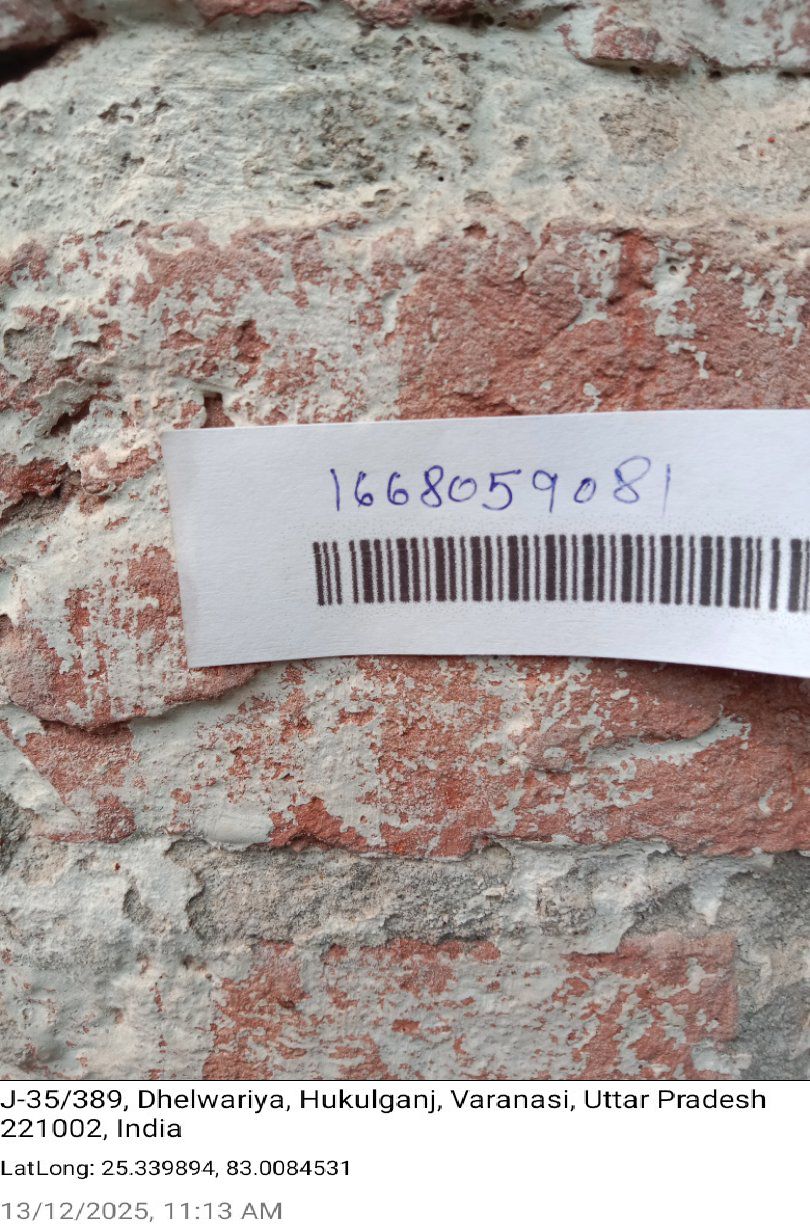 1668059081
J-35/389, Dhelwariya, Hukulganj, Varanasi, Uttar Pradesh
221002, India
LatLong: 25.339894, 83.0084531
13/12/2025, 11:13 AM